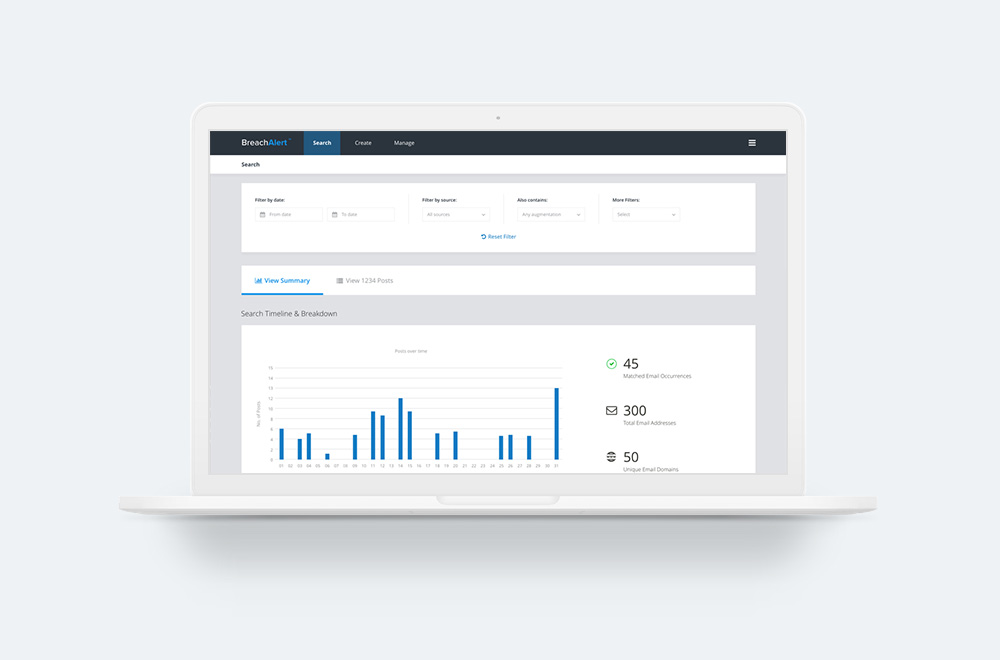 BreachAlert Search Create Manage
Search
Filter by date: Filter by source: Also contains: More Filters:
From date To date All sources Any augmentation Select
Reset Filter
View Summary View 1234 Posts
Search Timeline & Breakdown
Posts over time
No. of Posts
15
14
13
12
10
8
6
4
2
0
01 02 03 04 05 06 07 08 09 10 11 12 13 14 15 16 17 18 19 20 21 22 23 24 25 26 27 28 29 30 31
45
Matched Email Occurrences
300
Total Email Addresses
50
Unique Email Domains